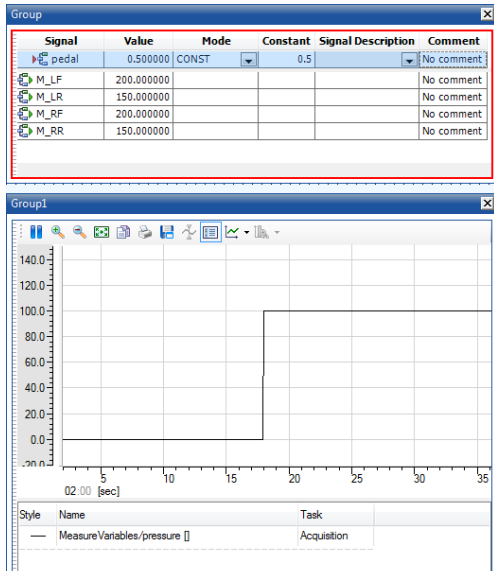 Group
Signal Value Mode Constant Signal Description Comment
pedal 0.500000 CONST 0.5 No comment
M_LF 200.000000 No comment
M_LR 150.000000 No comment
M_RF 200.000000 No comment
M_RR 150.000000 No comment
Group1
140.0
120.0
100.0
80.0
60.0
40.0
20.0
0.0
-20.0
5 10 15 20 25 30 35
02:00 [sec]
Style Name Task
MeasureVariables/pressure [] Acquisition